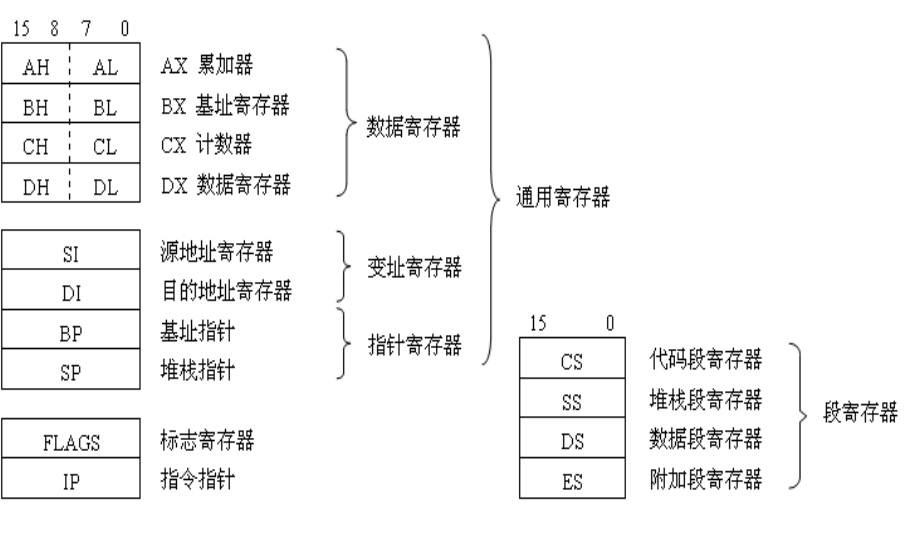 15 8 7 0
AH AL AX 累加器
BH BL BX 基址寄存器
CH CL CX 计数器
DH DL DX 数据寄存器
数据寄存器
通用寄存器
SI 源地址寄存器
DI 目的地址寄存器
变址寄存器
BP 基址指针
SP 堆栈指针
指针寄存器
FLAGS 标志寄存器
IP 指令指针
15 0
CS 代码段寄存器
SS 堆栈段寄存器
DS 数据段寄存器
ES 附加段寄存器
段寄存器